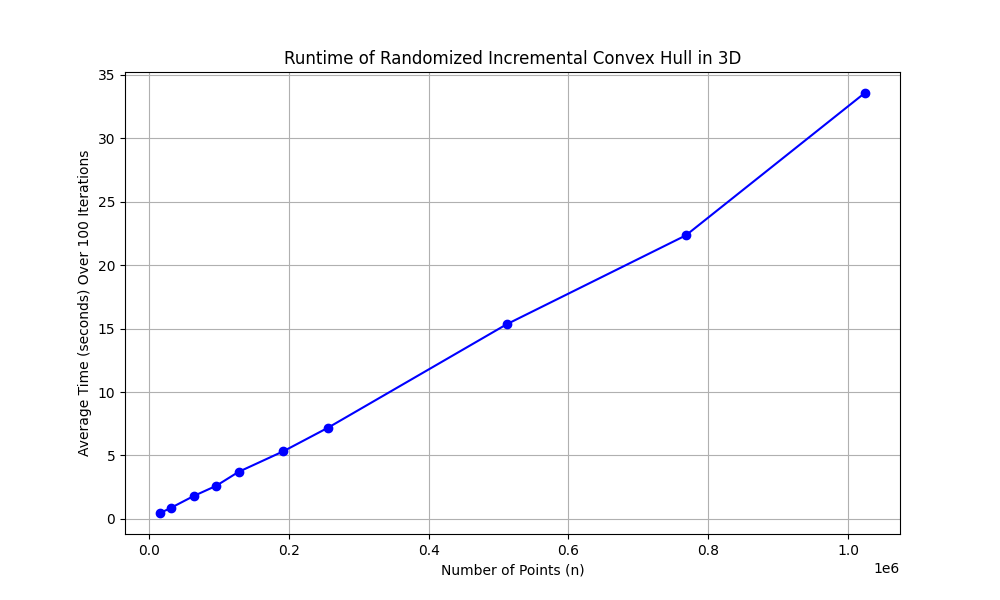 Runtime of Randomized Incremental Convex Hull in 3D
Average Time (seconds) Over 100 Iterations
35
30
25
20
15
10
5
0
0.0 0.2 0.4 0.6 0.8 1.0
1e6
Number of Points (n)